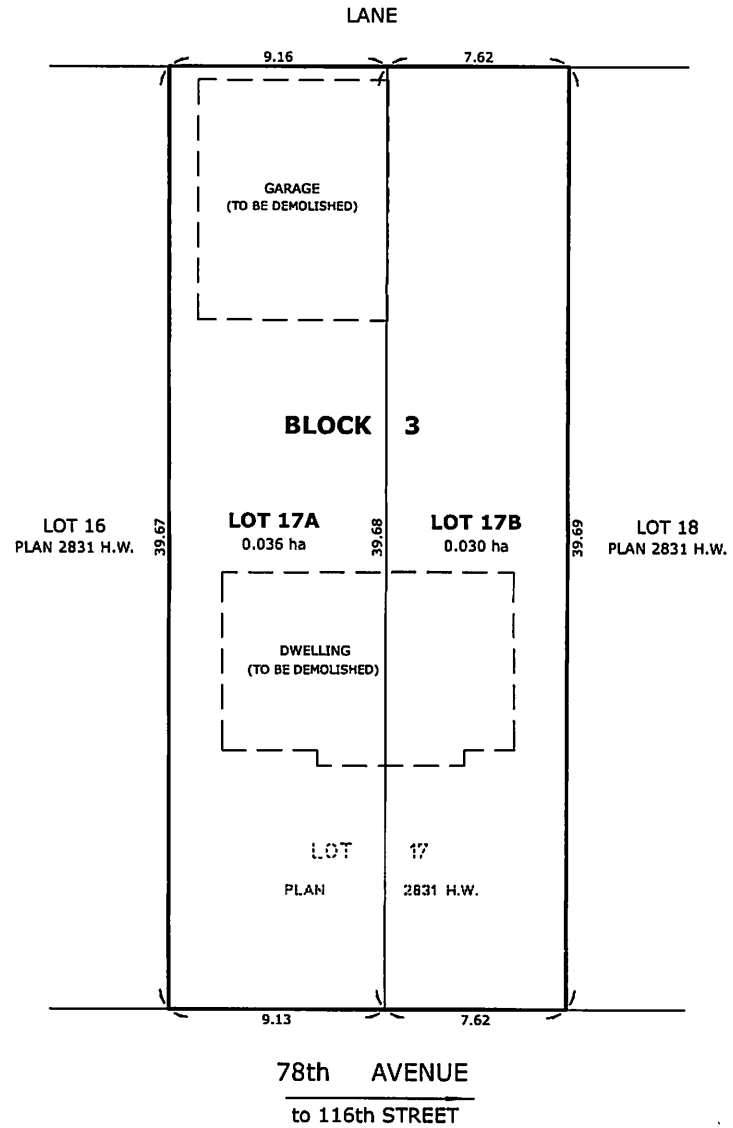 LANE
9.16 7.62
GARAGE
(TO BE DEMOLISHED)
BLOCK 3
LOT 16
PLAN 2831 H.W.
39.67
LOT 17A
0.036 ha
39.68
LOT 17B
0.030 ha
39.69
LOT 18
PLAN 2831 H.W.
DWELLING
(TO BE DEMOLISHED)
LOT 17
PLAN 2831 H.W.
9.13 7.62
78th AVENUE
to 116th STREET